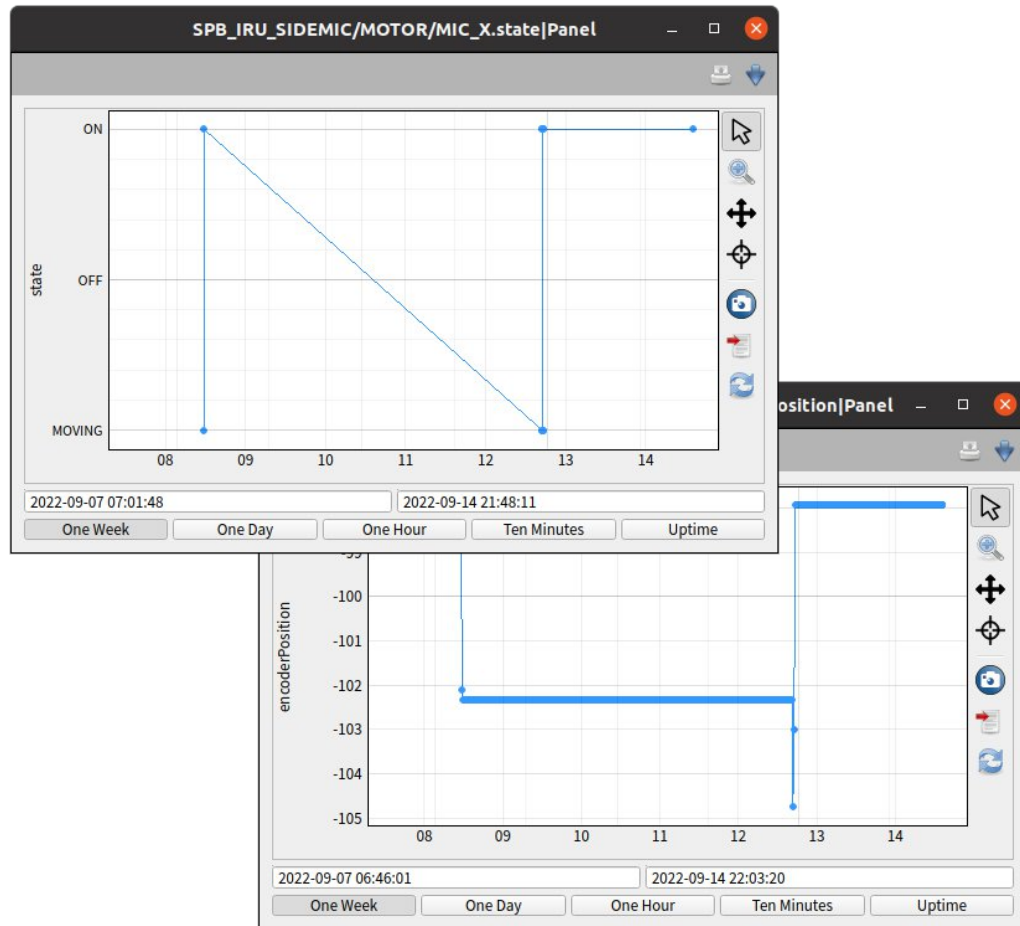 SPB_IRU_SIDEMIC/MOTOR/MIC_X.state|Panel
ON
OFF
MOVING
state
08 09 10 11 12 13 14
2022-09-07 07:01:48 2022-09-14 21:48:11
One Week One Day One Hour Ten Minutes Uptime
osition|Panel
-99
-100
-101
-102
-103
-104
-105
encoderPosition
08 09 10 11 12 13 14
2022-09-07 06:46:01 2022-09-14 22:03:20
One Week One Day One Hour Ten Minutes Uptime